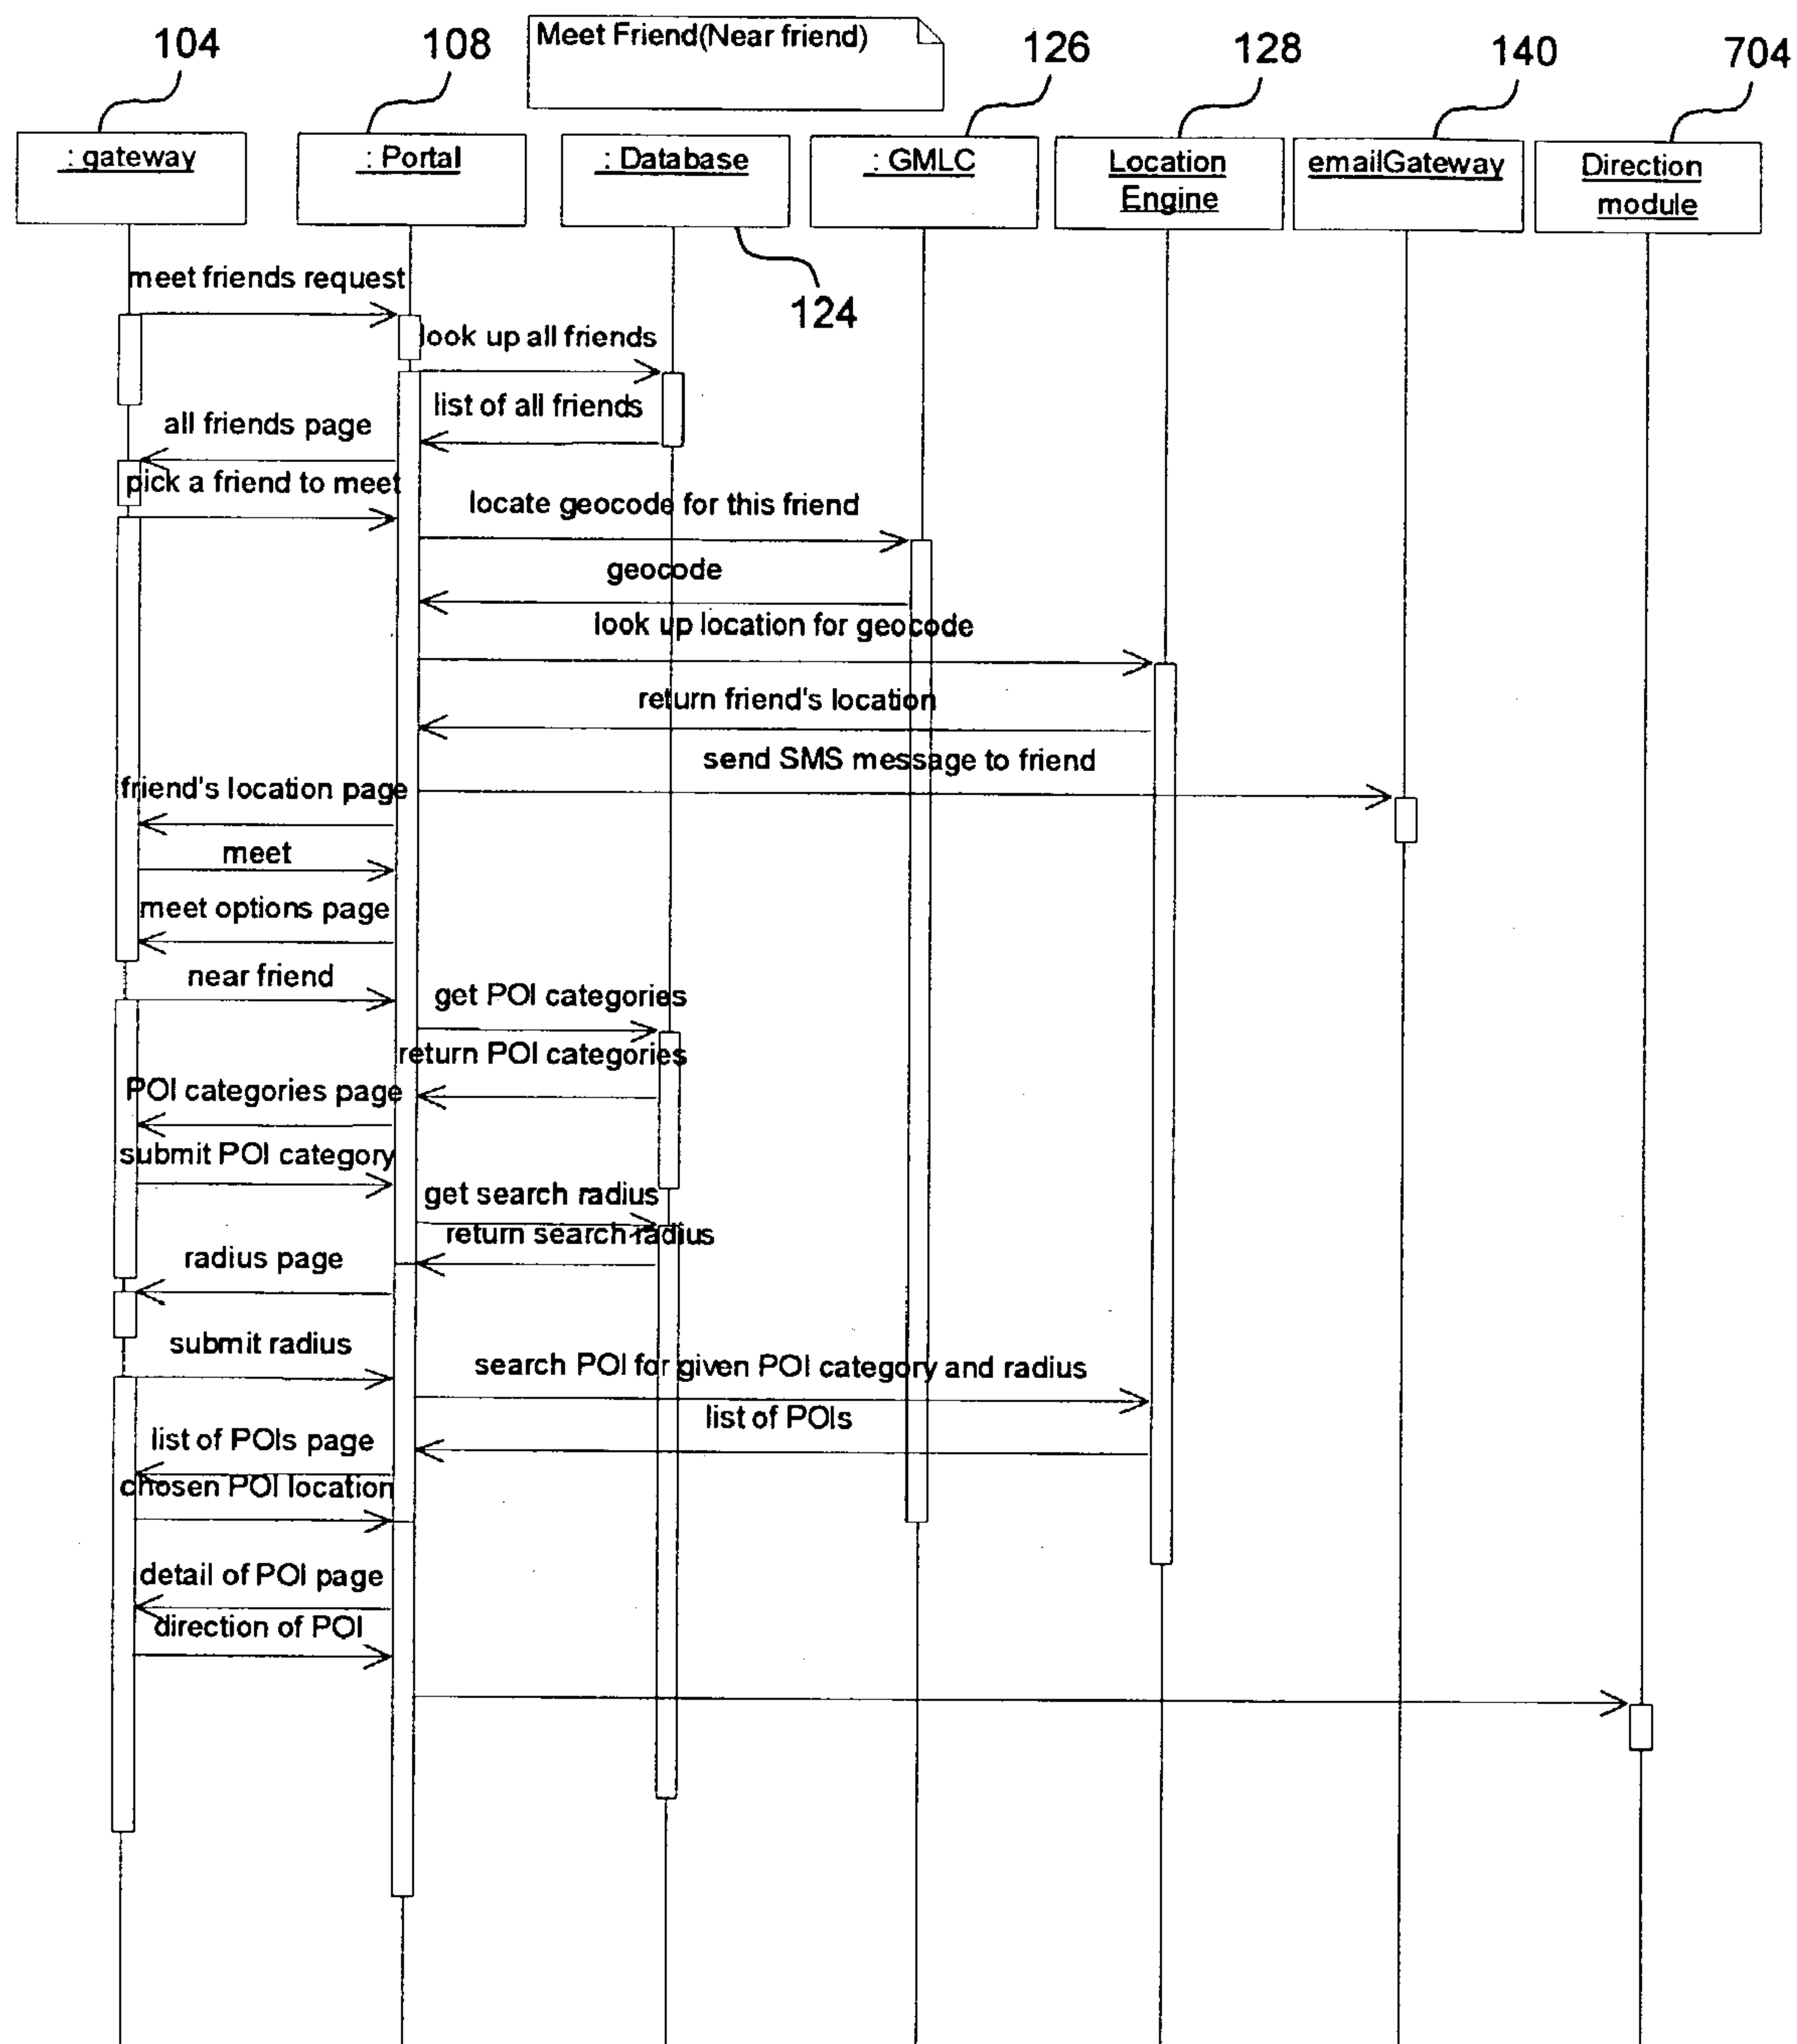 104
108
Meet Friend(Near friend)
126
128
140
704
: gateway
: Portal
: Database
: GMLC
Location
Engine
emailGateway
Direction
module
124
meet friends request
look up all friends
list of all friends
all friends page
pick a friend to meet
locate geocode for this friend
geocode
look up location for geocode
return friend's location
send SMS message to friend
friend's location page
meet
meet options page
near friend
get POI categories
return POI categories
POI categories page
submit POI category
get search radius
return search radius
radius page
submit radius
search POI for given POI category and radius
list of POIs
list of POIs page
chosen POI location
detail of POI page
direction of POI